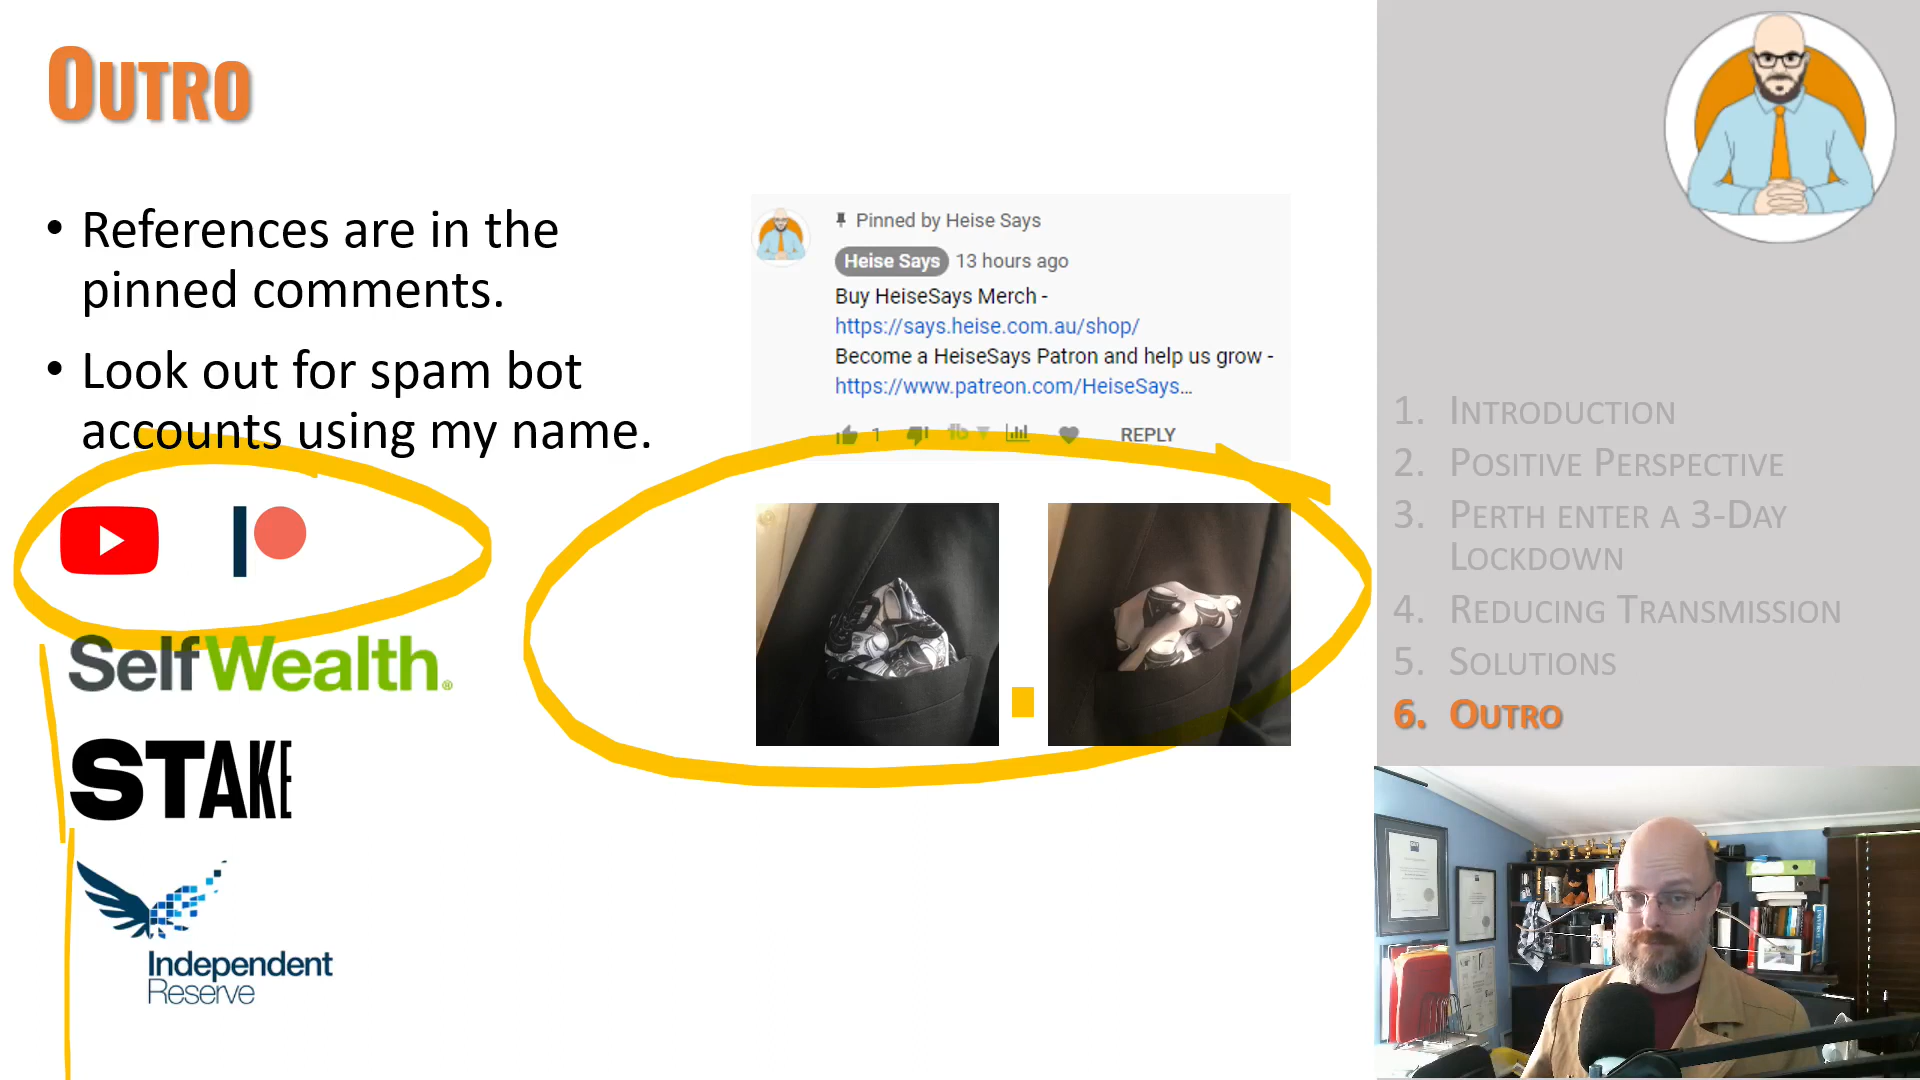 OUTRO
• References are in the
pinned comments.
• Look out for spam bot
accounts using my name.
Pinned by Heise Says
Heise Says 13 hours ago
Buy HeiseSays Merch -
https://says.heise.com.au/shop/
Become a HeiseSays Patron and help us grow -
https://www.patreon.com/HeiseSays...
1
REPLY
SelfWealth®
STAKE
Independent
Reserve
1. INTRODUCTION
2. POSITIVE PERSPECTIVE
3. PERTH ENTER A 3-DAY
LOCKDOWN
4. REDUCING TRANSMISSION
5. SOLUTIONS
6. OUTRO